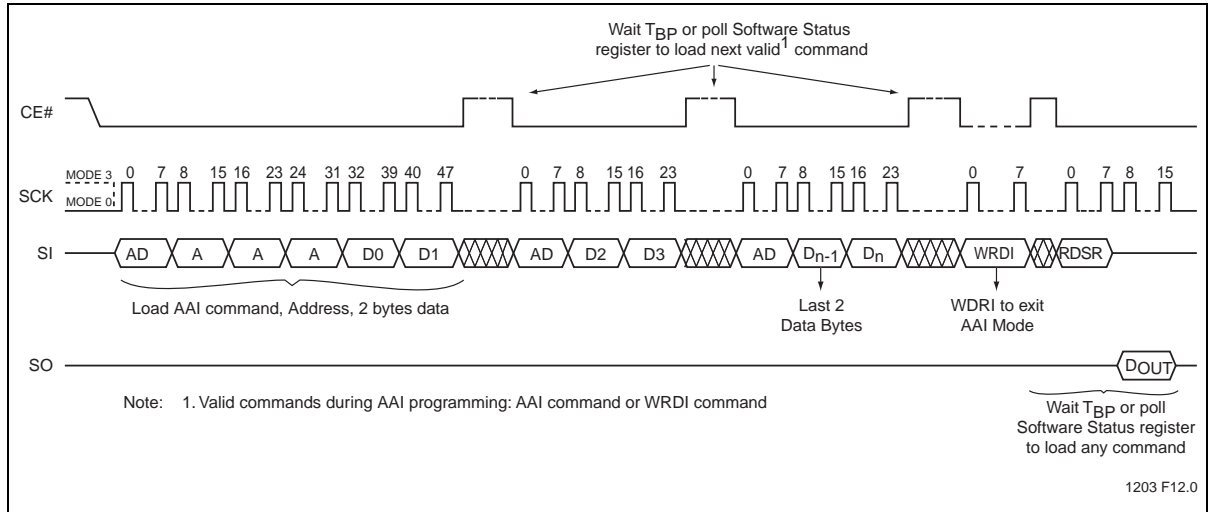 Wait TBP or poll Software Status
register to load next valid1 command
CE#
MODE 3
MODE 0
SCK
0 7 8 15 16 23 24 31 32 39 40 47 0 7 8 15 16 23 0 7 8 15 16 23 0 7 0 7 8 15
SI
AD A A A D0 D1 AD D2 D3 AD Dn-1 Dn WRDI RDSR
Load AAI command, Address, 2 bytes data
Last 2
Data Bytes
WDRI to exit
AAI Mode
SO
DOUT
Note: 1. Valid commands during AAI programming: AAI command or WRDI command
Wait TBP or poll
Software Status register
to load any command
1203 F12.0